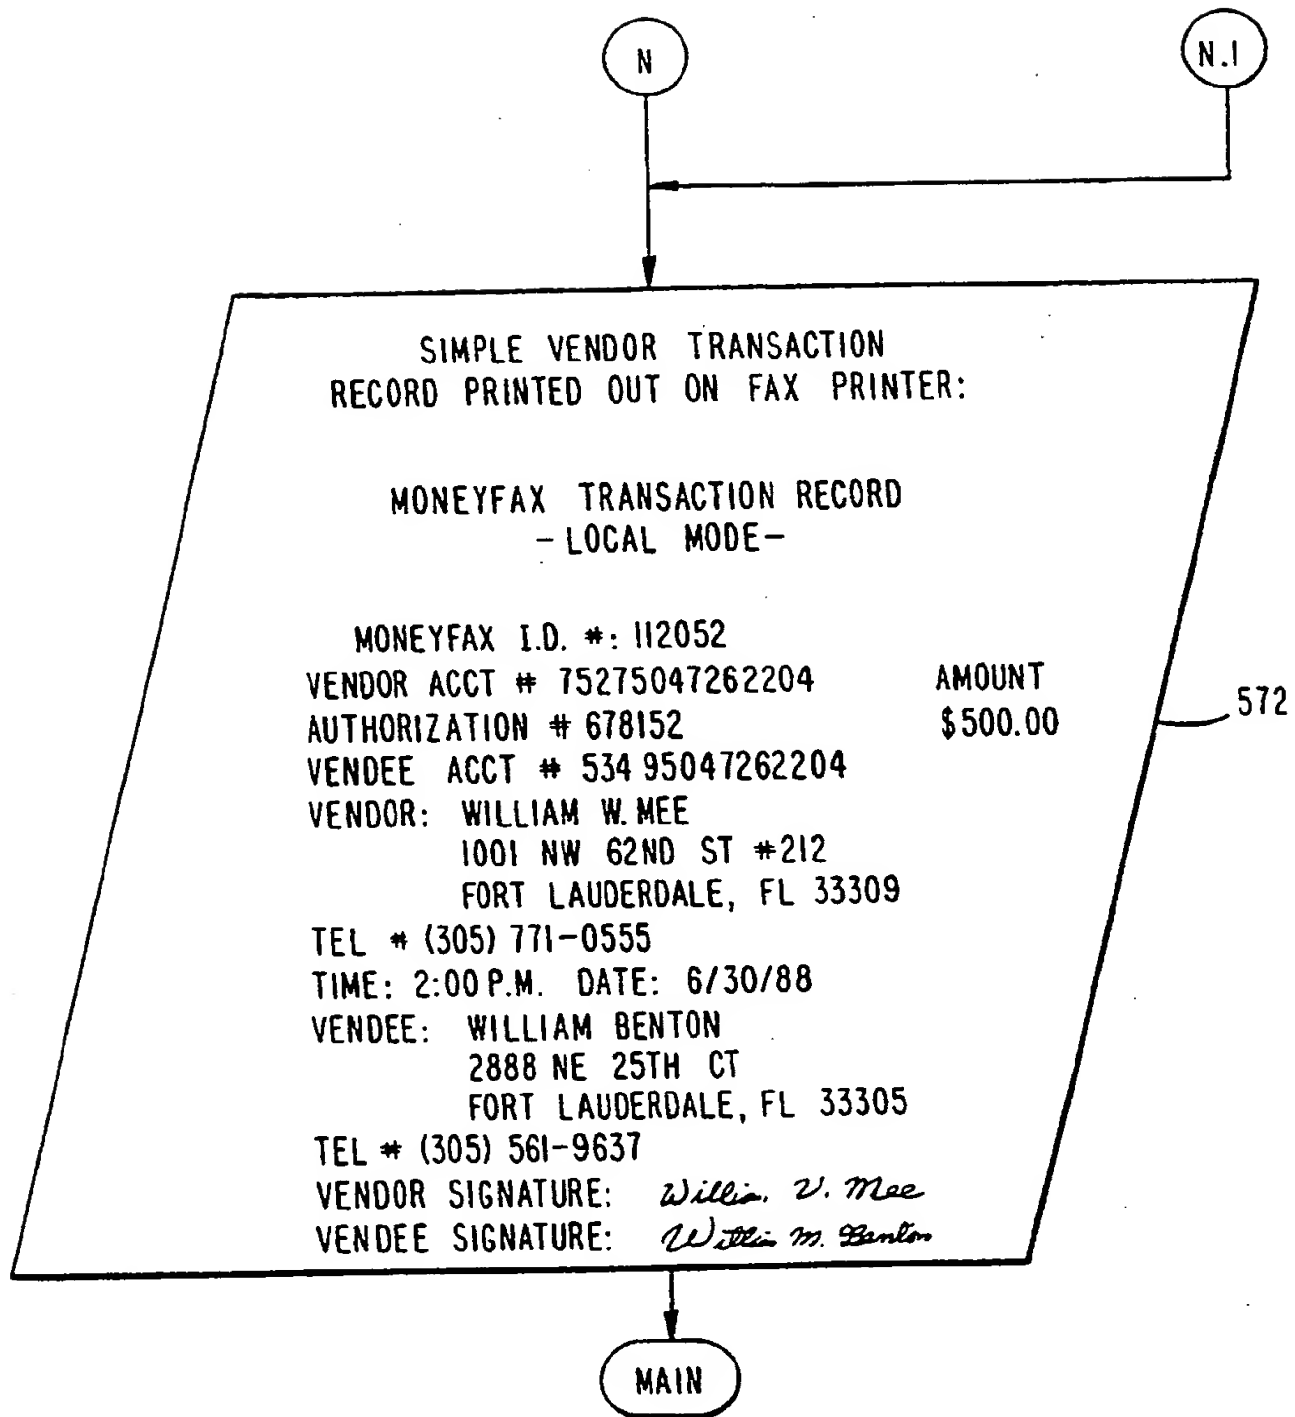 N
N.1
SIMPLE VENDOR TRANSACTION
RECORD PRINTED OUT ON FAX PRINTER:
MONEYFAX TRANSACTION RECORD
- LOCAL MODE -
MONEYFAX I.D. #: 112052
VENDOR ACCT # 75275047262204 AMOUNT
AUTHORIZATION # 678152 $500.00
572
VENDEE ACCT # 534 95047262204
VENDOR: WILLIAM W. MEE
1001 NW 62ND ST #212
FORT LAUDERDALE, FL 33309
TEL # (305) 771-0555
TIME: 2:00 P.M. DATE: 6/30/88
VENDEE: WILLIAM BENTON
2888 NE 25TH CT
FORT LAUDERDALE, FL 33305
TEL # (305) 561-9637
VENDOR SIGNATURE: Mee
VENDEE SIGNATURE: M. Benton
MAIN